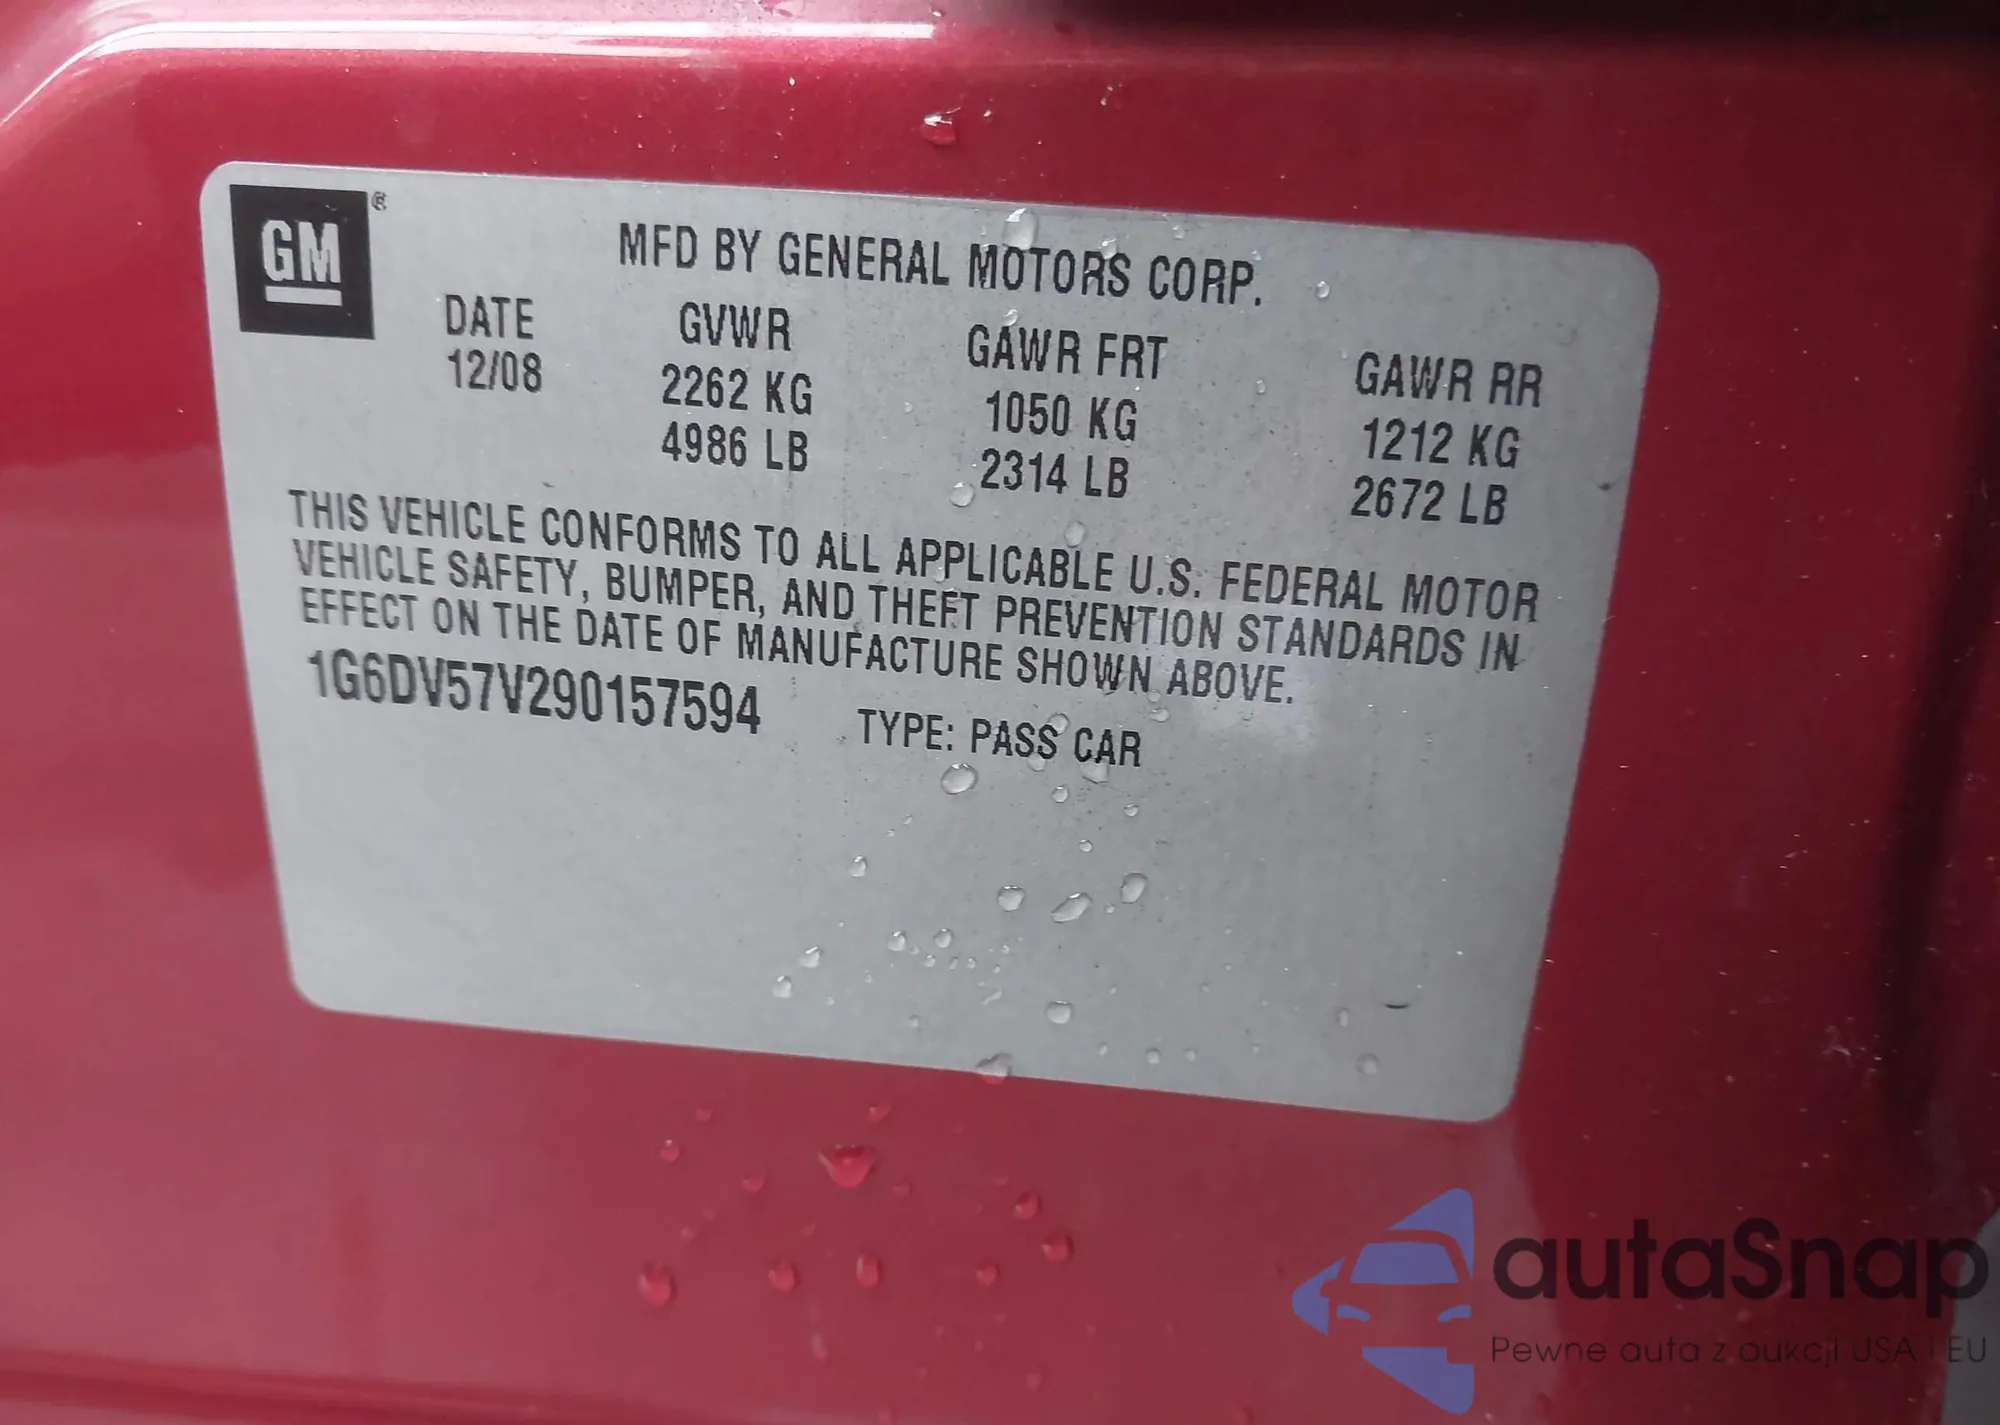 GM®
MFD BY GENERAL MOTORS CORP.
DATE GVWR GAWR FRT GAWR RR
12/08 2262 KG 1050 KG 1212 KG
4986 LB 2314 LB 2672 LB
THIS VEHICLE CONFORMS TO ALL APPLICABLE U.S. FEDERAL MOTOR
VEHICLE SAFETY, BUMPER, AND THEFT PREVENTION STANDARDS IN
EFFECT ON THE DATE OF MANUFACTURE SHOWN ABOVE.
1G6DV57V290157594 TYPE: PASS CAR
autaSnap
Pewne auta z aukcji USA i EU